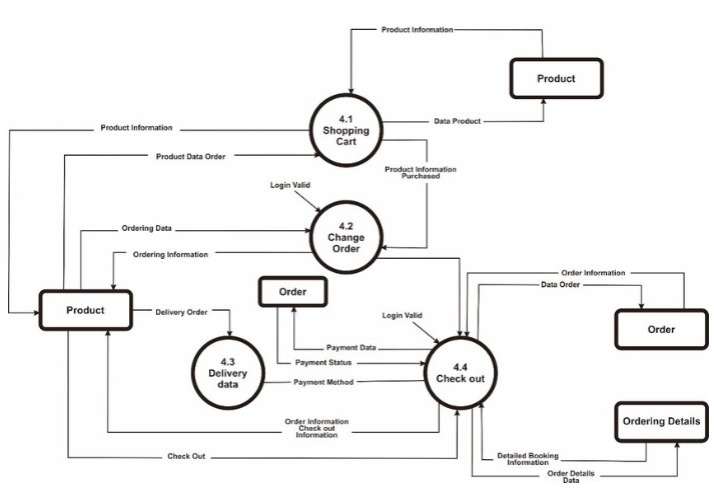 Product Information
Product
4.1
Shopping
Cart
Data Product
Product Information
Product Data Order
Product Information
Purchased
Login Valid
4.2
Change
Order
Ordering Data
Ordering Information
Order Information
Data Order
Order
Product
Delivery Order
Login Valid
Order
Payment Data
Payment Status
4.3
Delivery
data
4.4
Check out
Payment Method
Ordering Details
Order Information
Check out
Information
Check Out
Detailed Booking
Information
Order Details
Data